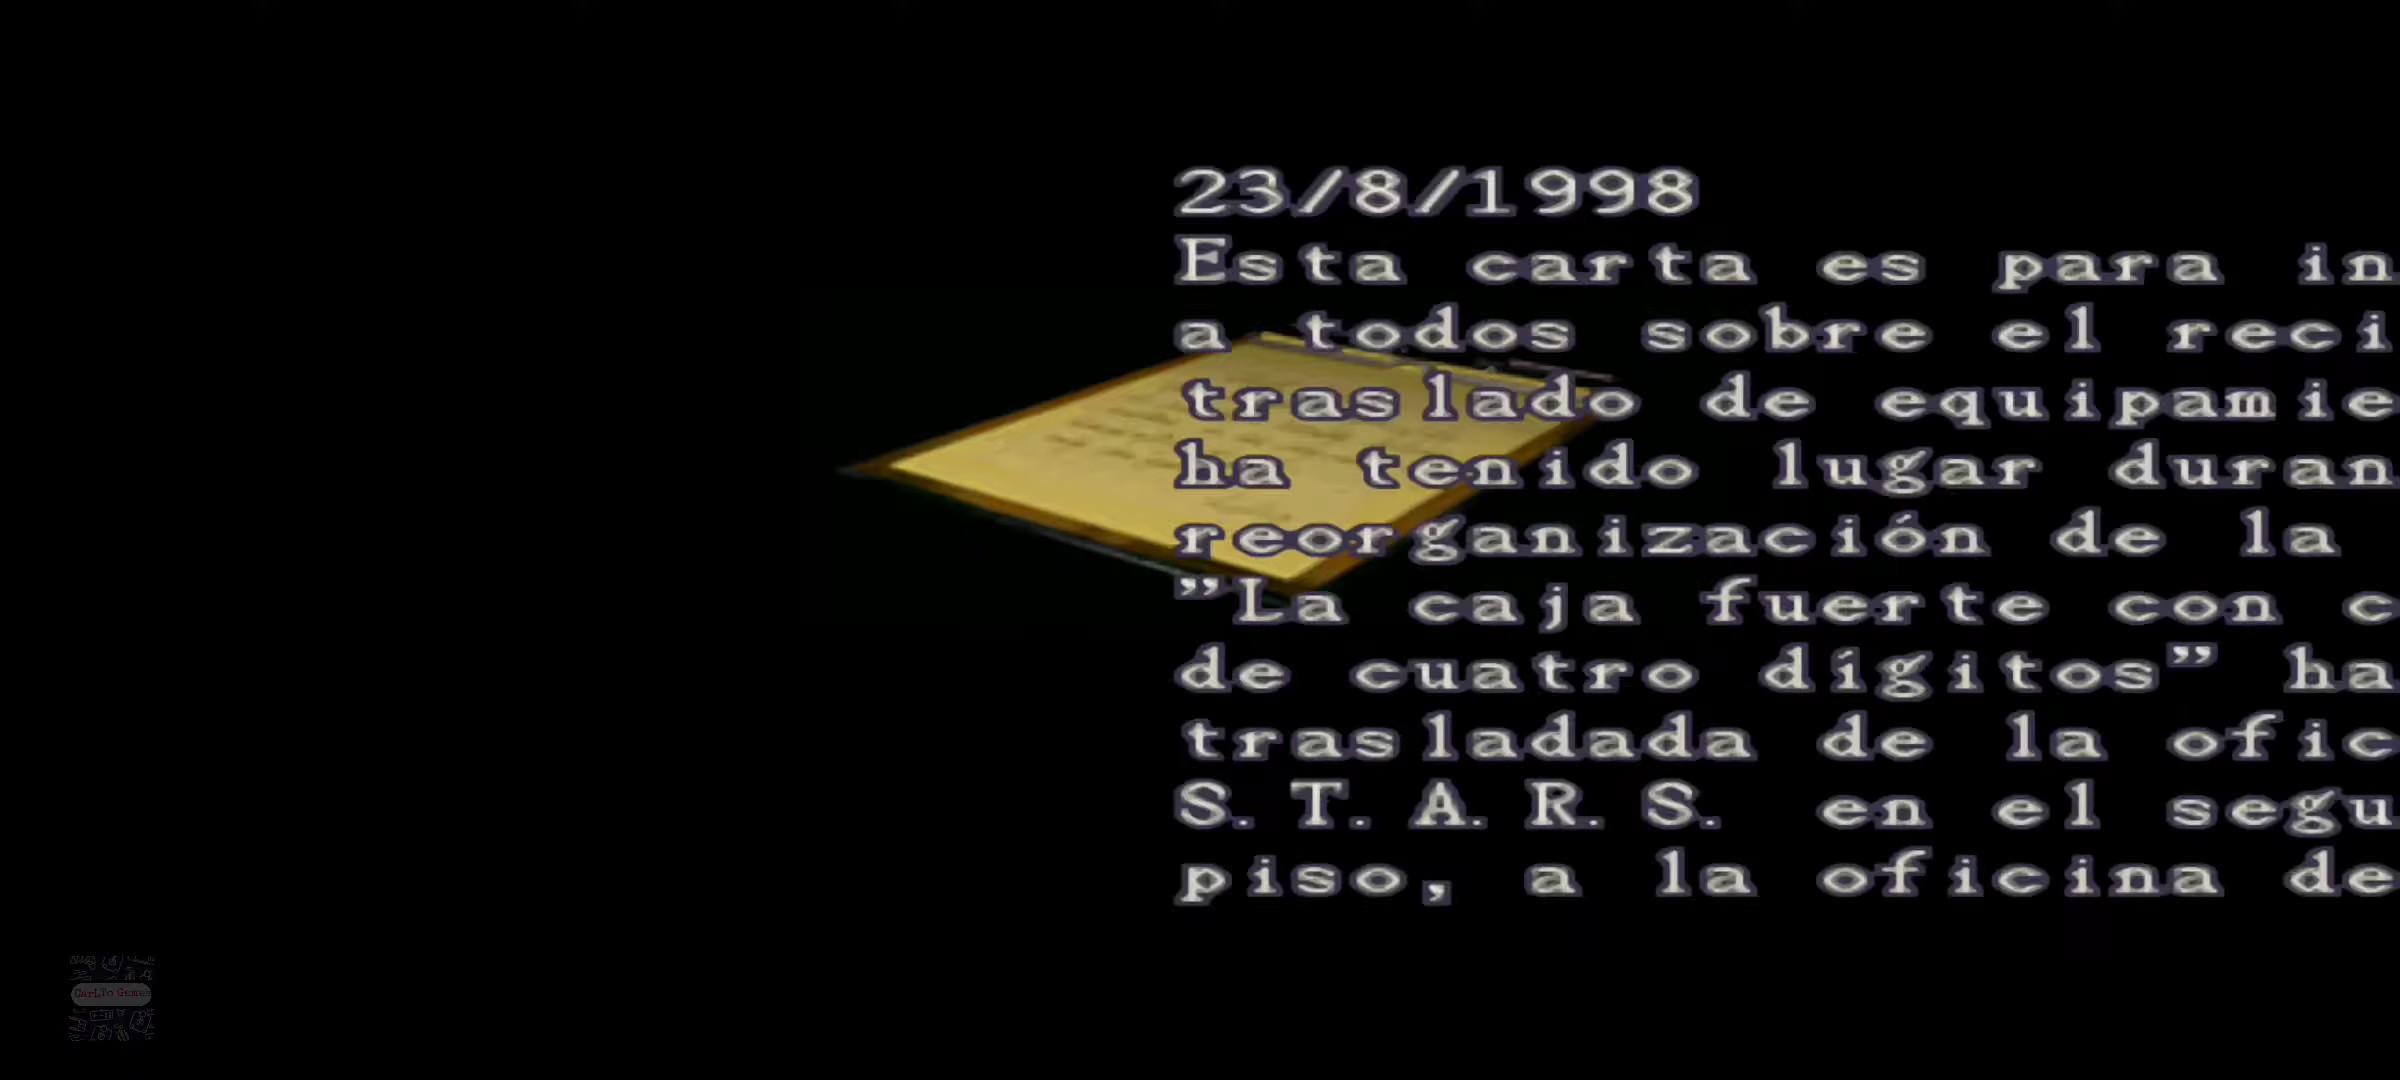 23/8/1998
Esta carta es para in
a todos sobre el reci
traslado de equipamie
ha tenido lugar duran
reorganización de la
"La caja fuerte con c
de cuatro dígitos" ha
trasladada de la ofic
S.T.A.R.S. en el segu
piso, a la oficina de
CarLTo Games